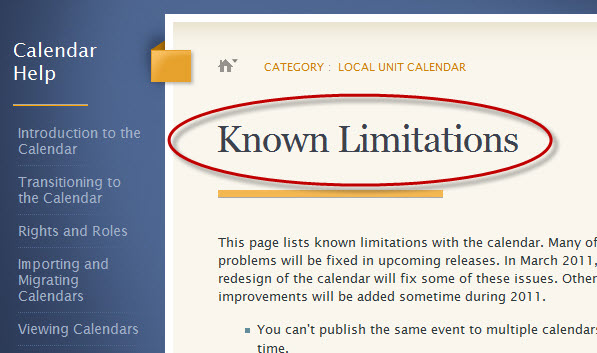 Calendar
Help
Introduction to the
Calendar
Transitioning to
the Calendar
Rights and Roles
Importing and
Migrating
Calendars
Viewing Calendars
CATEGORY : LOCAL UNIT CALENDAR
Known Limitations
This page lists known limitations with the calendar. Many of
problems will be fixed in upcoming releases. In March 2011,
redesign of the calendar will fix some of these issues. Other
improvements will be added sometime during 2011.
You can't publish the same event to multiple calendars
time.